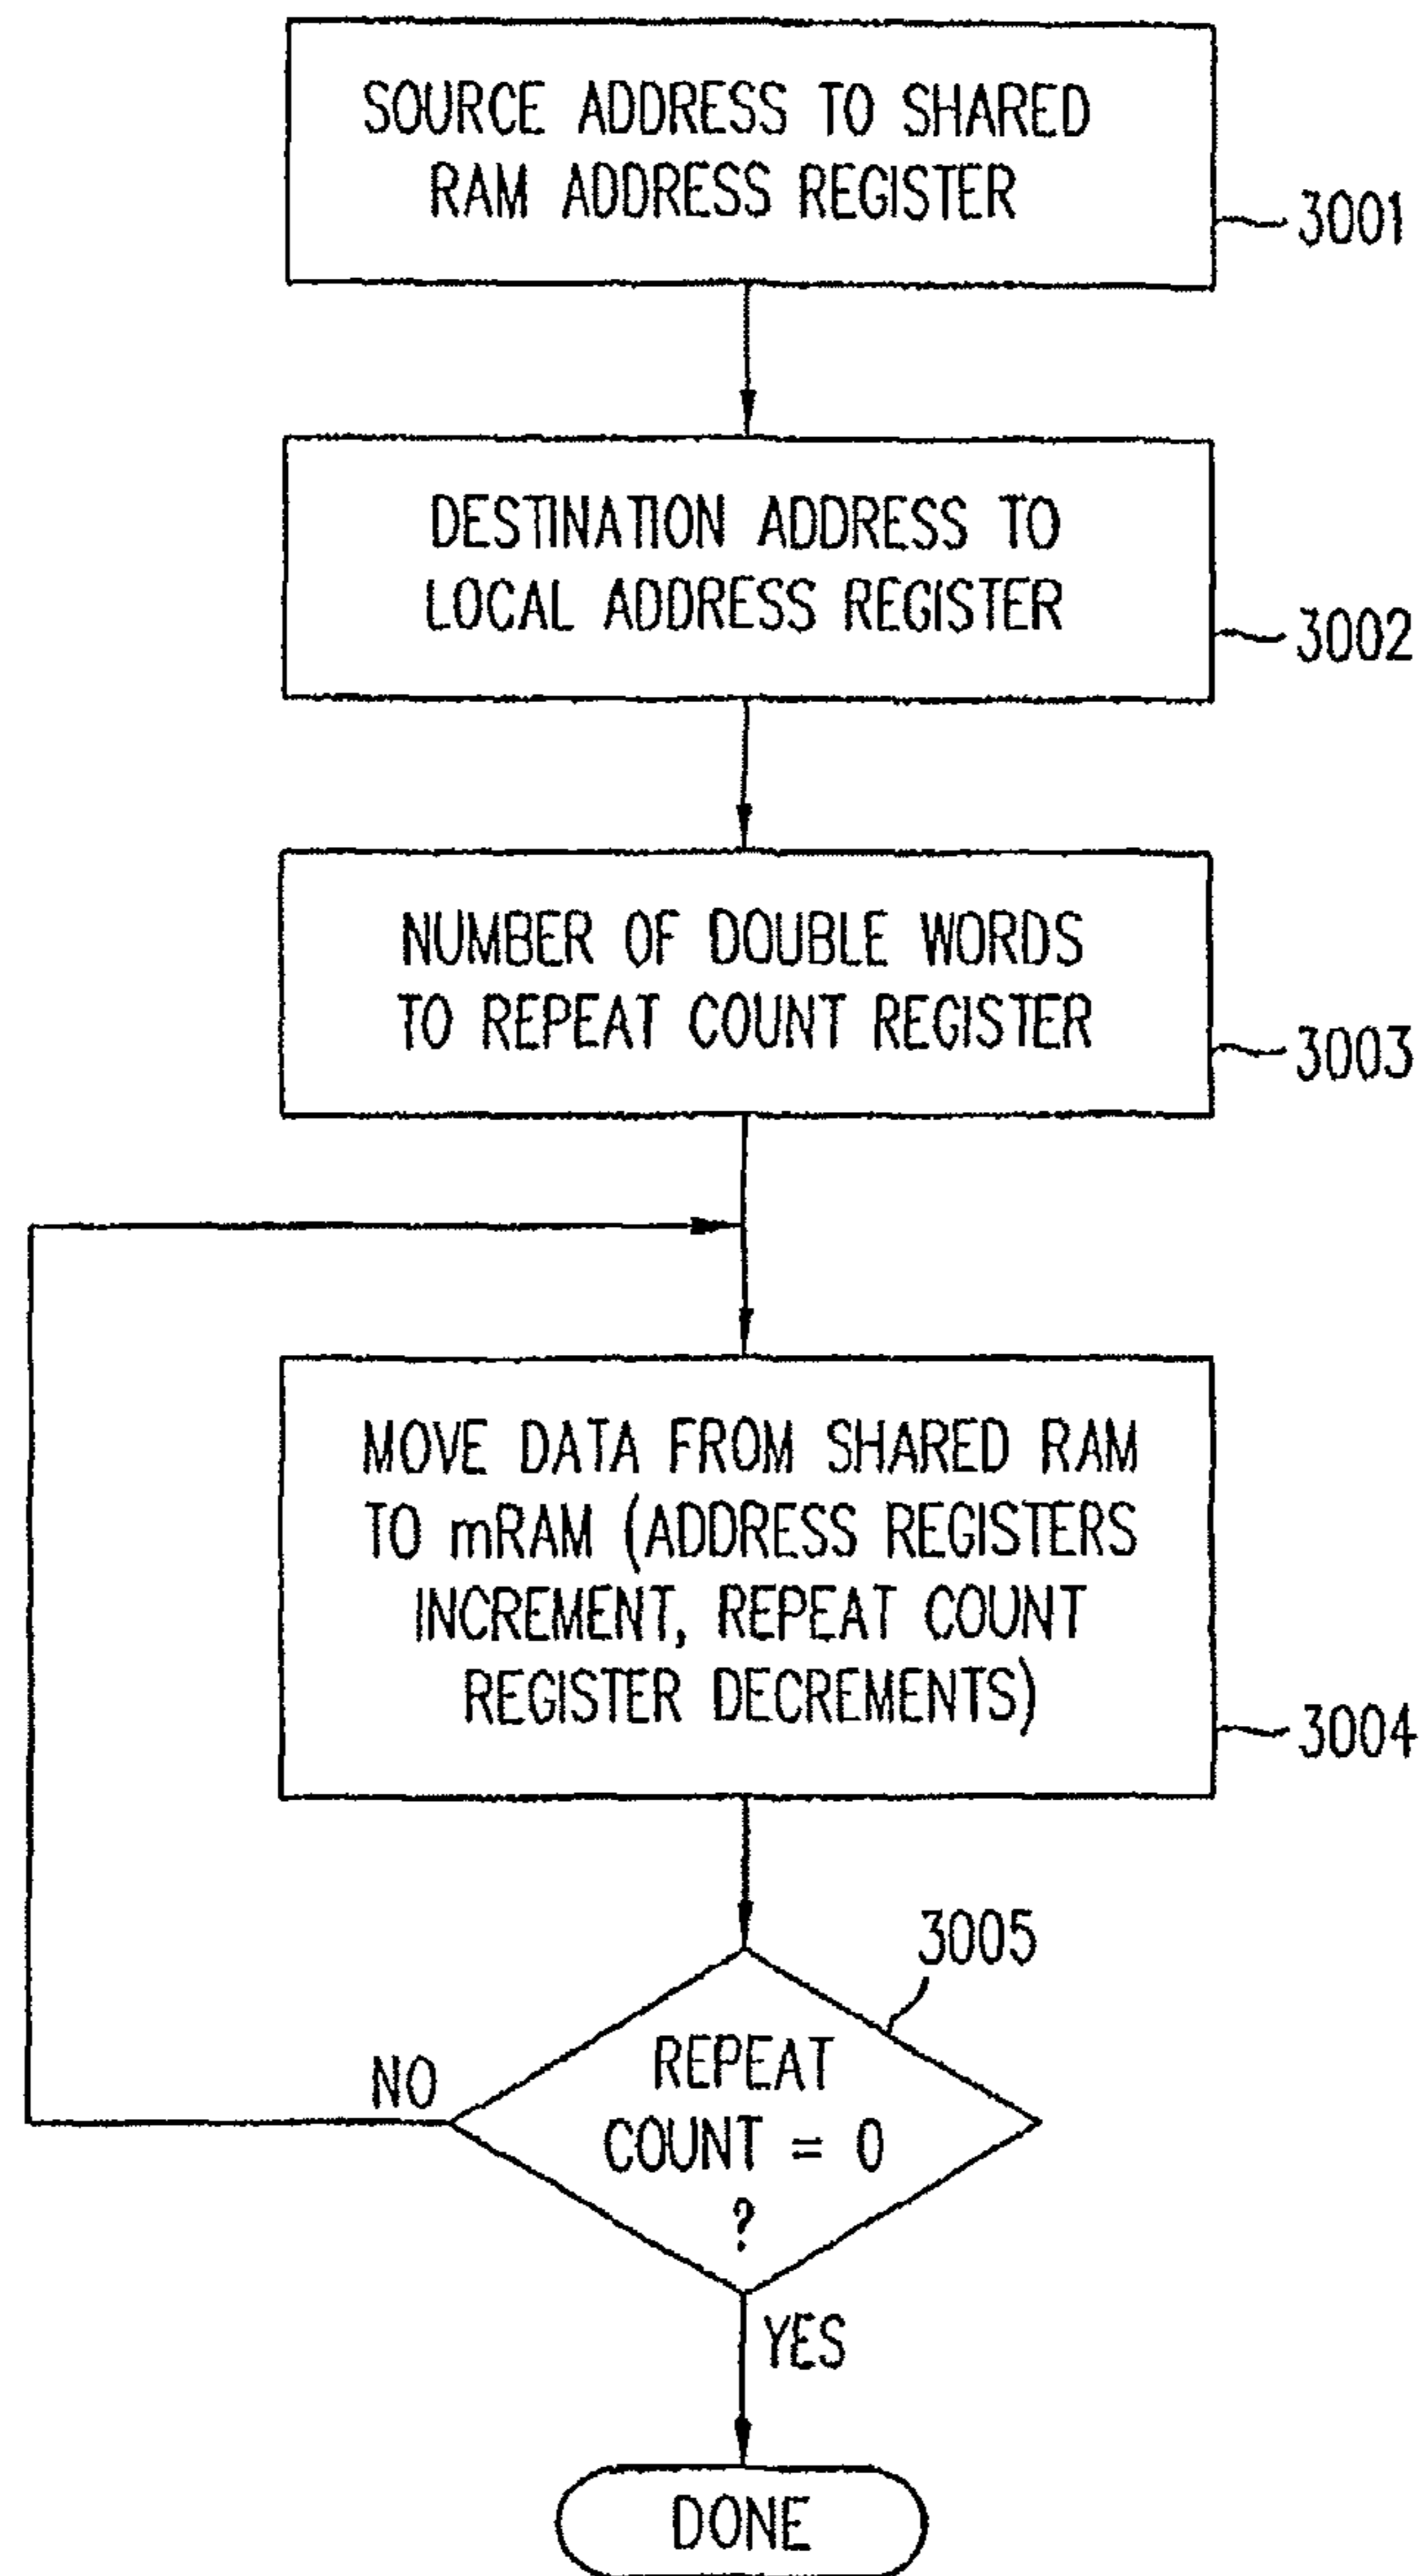 SOURCE ADDRESS TO SHARED
RAM ADDRESS REGISTER
3001
DESTINATION ADDRESS TO
LOCAL ADDRESS REGISTER
3002
NUMBER OF DOUBLE WORDS
TO REPEAT COUNT REGISTER
3003
MOVE DATA FROM SHARED RAM
TO mRAM (ADDRESS REGISTERS
INCREMENT, REPEAT COUNT
REGISTER DECREMENTS)
3004
3005
REPEAT
COUNT = 0
?
NO
YES
DONE